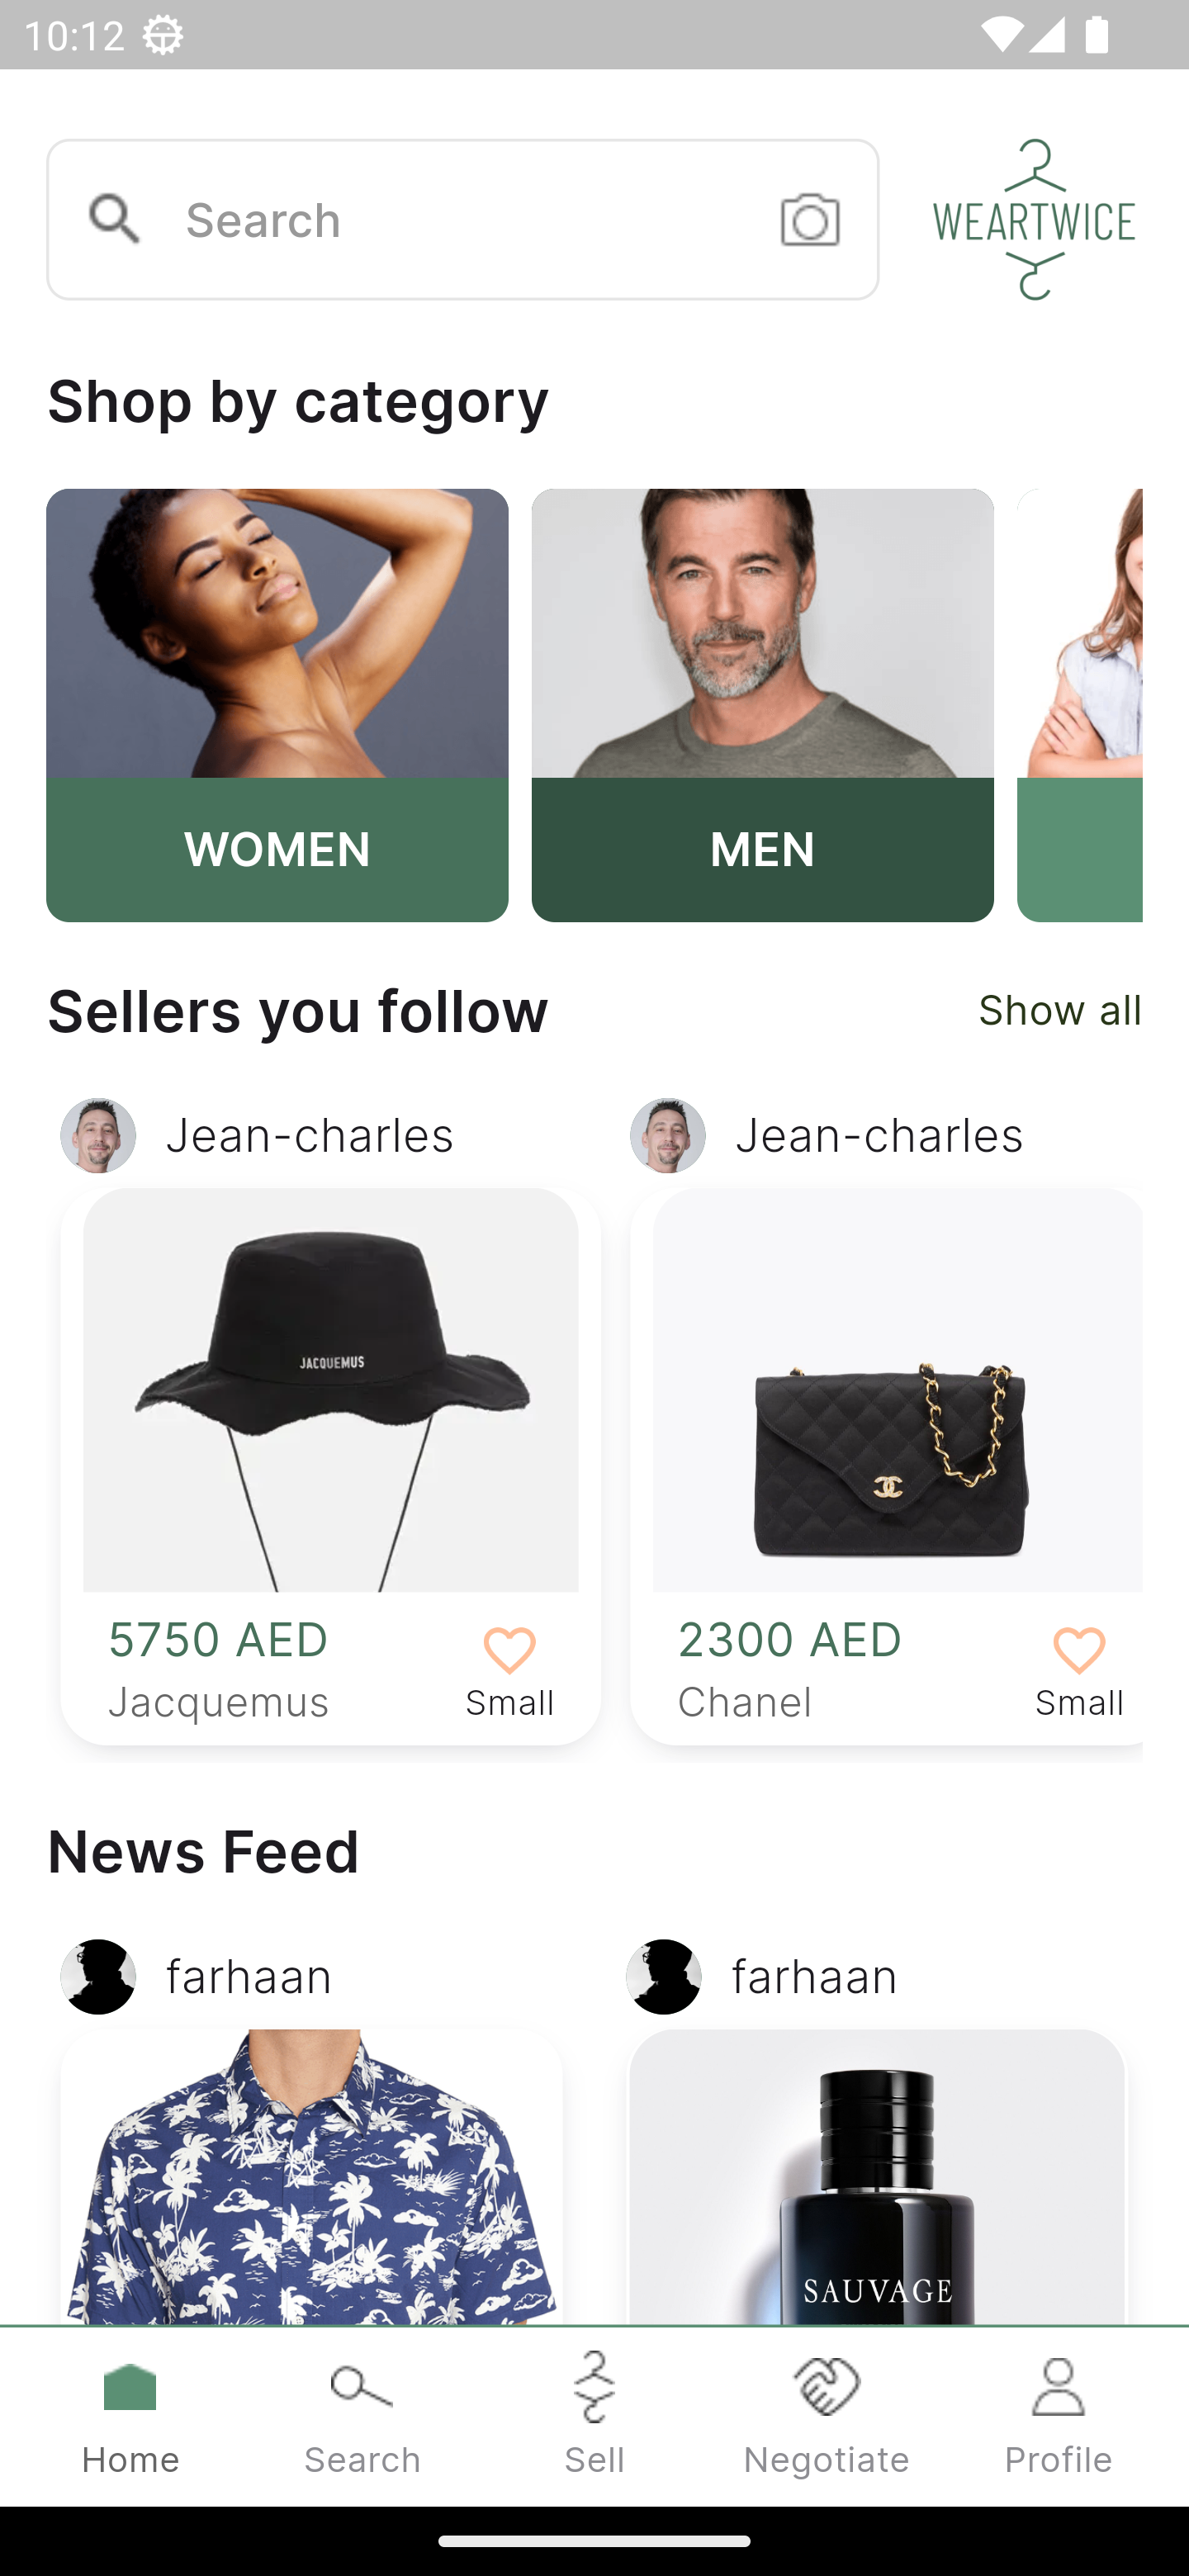 10:12
Search
WEARTWICE
Shop by category
WOMEN
MEN
Sellers you follow
Show all
Jean-charles
Jean-charles
JACQUEMUS
5750 AED
Jacquemus
Small
2300 AED
Chanel
Small
News Feed
farhaan
farhaan
SAUVAGE
Home
Search
Sell
Negotiate
Profile